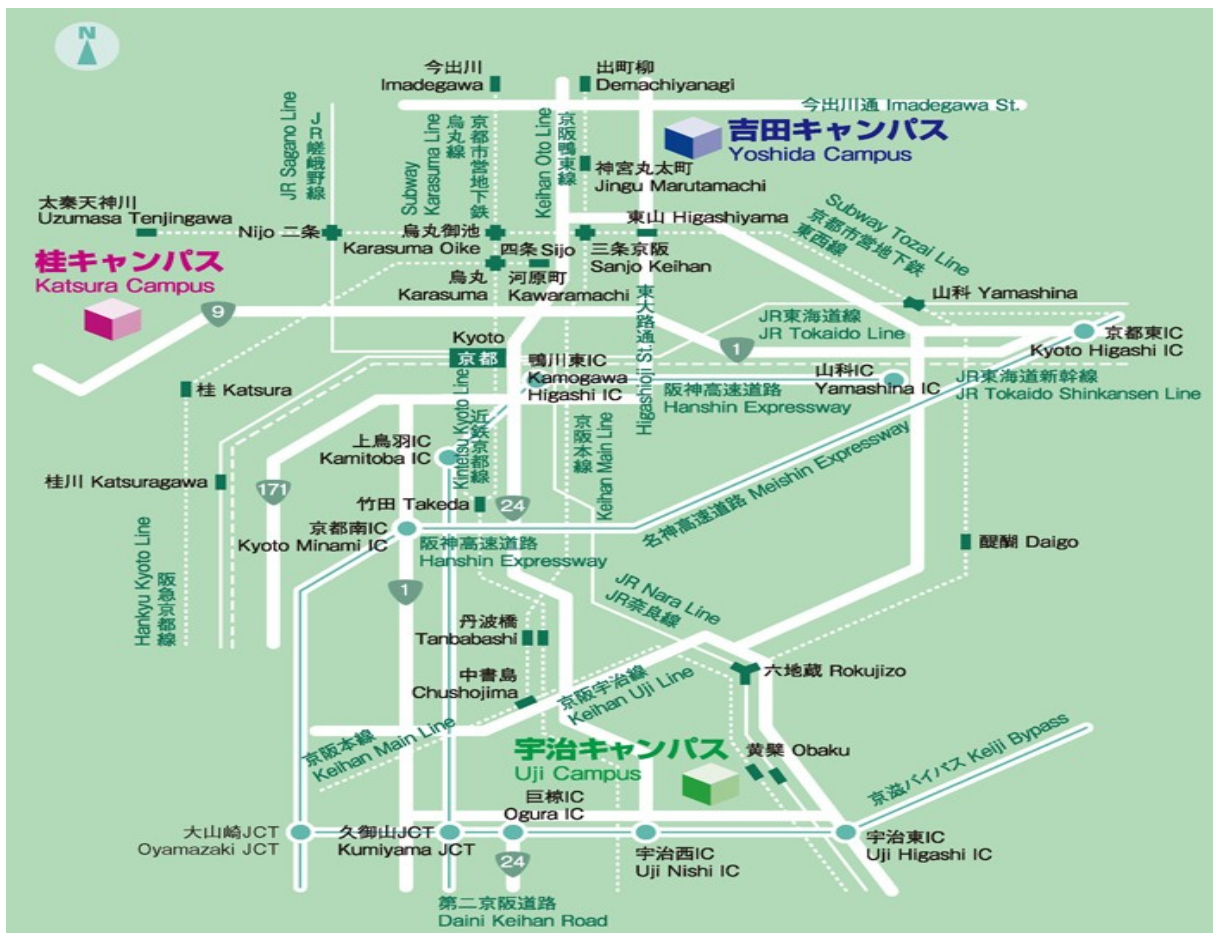 N
今出川
Imadegawa
出町柳
Demachiyanagi
今出川通 Imadegawa St.
JR Sagano Line
JR嵯峨野線
Subway
Karasuma Line
烏丸線
京都市営地下鉄
Keihan Oto Line
京阪鴨東線
吉田キャンパス
Yoshida Campus
神宮丸太町
Jingu Marutamachi
太秦天神川
Uzumasa Tenjingawa
Nijo 二条
烏丸御池
Karasuma Oike
四条 Sijo
東山 Higashiyama
三条京阪
Sanjo Keihan
Subway Tozai Line
京都市営地下鉄
東西線
桂キャンパス
Katsura Campus
烏丸
Karasuma
河原町
Kawaramachi
東大路通
Higashioji St.
山科 Yamashina
9
JR東海道線
JR Tokaido Line
京都東IC
Kyoto Higashi IC
Kyoto
京都
1
鴨川東IC
Kamogawa
Higashi IC
山科IC
Yamashina IC
阪神高速道路
Hanshin Expressway
JR東海道新幹線
JR Tokaido Shinkansen Line
桂 Katsura
Kintetsu Kyoto Line
近鉄京都線
京阪本線
Keihan Main Line
上鳥羽IC
Kamitoba IC
名神高速道路 Meishin Expressway
桂川 Katsuragawa
171
竹田 Takeda
24
京都南IC
Kyoto Minami IC
阪神高速道路
Hanshin Expressway
醍醐 Daigo
Hankyu Kyoto Line
阪急京都線
1
JR Nara Line
JR奈良線
丹波橋
Tanbabashi
中書島
Chushojima
京阪宇治線
Keihan Uji Line
六地蔵 Rokujizo
京阪本線
Keihan Main Line
宇治キャンパス
Uji Campus
黄檗 Obaku
京滋バイパス Keiji Bypass
巨椋IC
Ogura IC
大山崎JCT
Oyamazaki JCT
久御山JCT
Kumiyama JCT
24
宇治西IC
Uji Nishi IC
宇治東IC
Uji Higashi IC
第二京阪道路
Daini Keihan Road